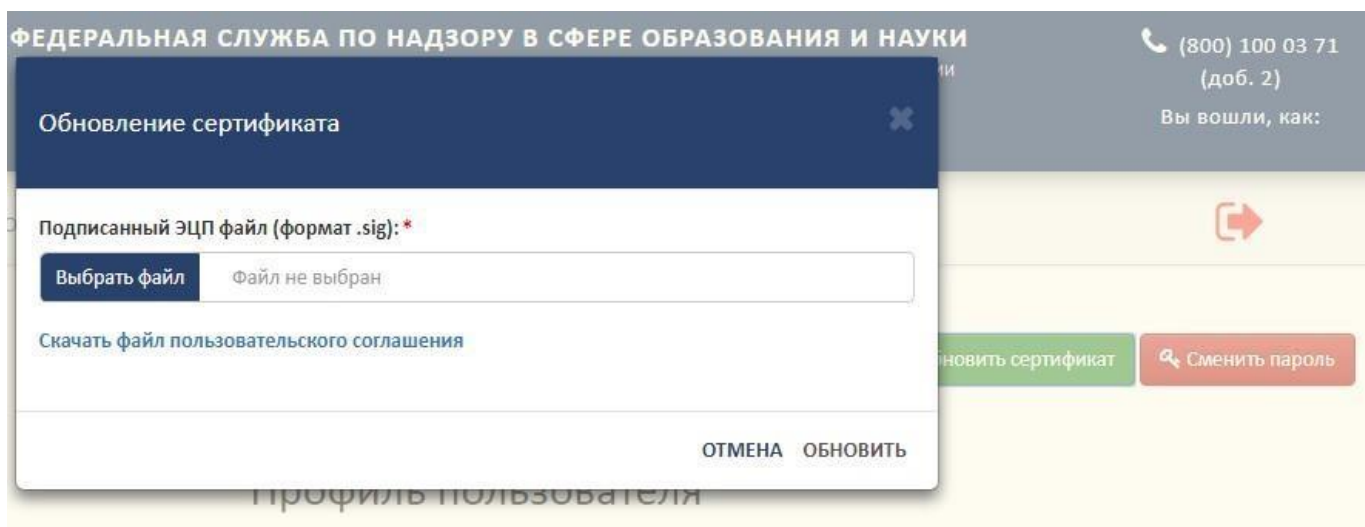 ФЕДЕРАЛЬНАЯ СЛУЖБА ПО НАДЗОРУ В СФЕРЕ ОБРАЗОВАНИЯ И НАУКИ
(800) 100 03 71
(доб. 2)
Вы вошли, как:
Обновление сертификата
Подписанный ЭЦП файл (формат .sig): *
Выбрать файл Файл не выбран
Скачать файл пользовательского соглашения
новить сертификат Сменить пароль
ОТМЕНА ОБНОВИТЬ
Профиль пользователя